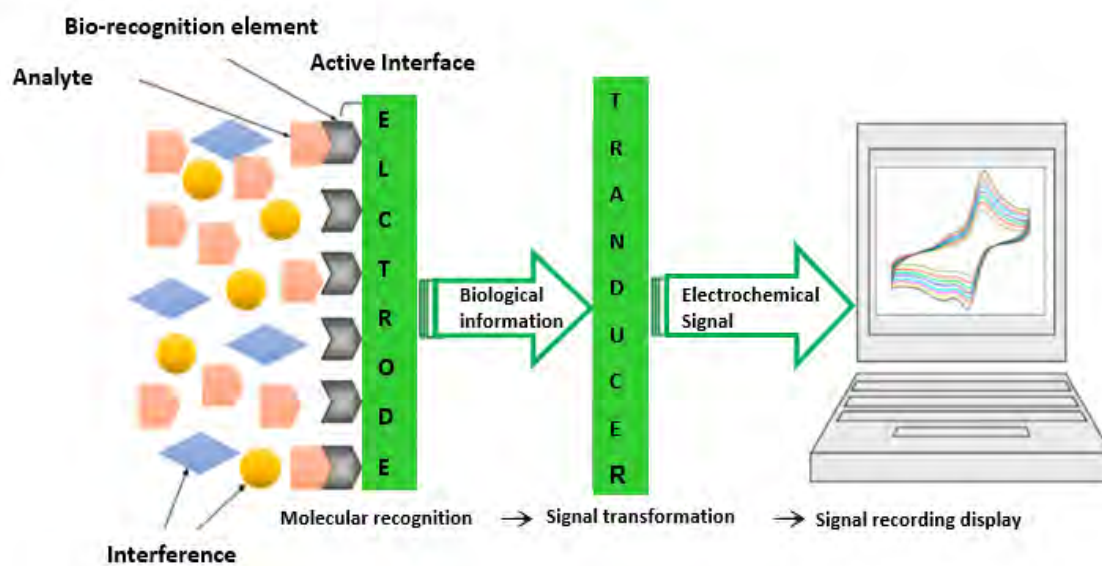 Bio-recognition element
Active Interface
Analyte
ELCTRODE
TRANDUCER
Biological
information
Electrochemical
Signal
Molecular recognition → Signal transformation → Signal recording display
Interference